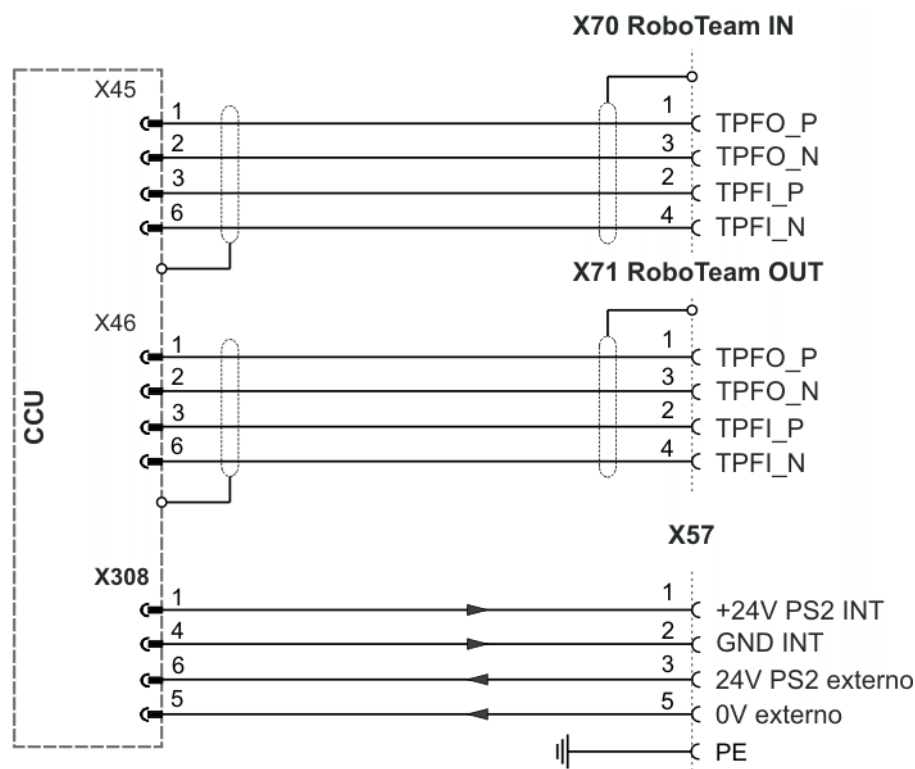 X70 RoboTeam IN
X45
1 1 TPFO_P
2 3 TPFO_N
3 2 TPFI_P
6 4 TPFI_N
X71 RoboTeam OUT
X46
1 1 TPFO_P
2 3 TPFO_N
3 2 TPFI_P
6 4 TPFI_N
CCU
X57
X308
1 1 +24V PS2 INT
4 2 GND INT
6 3 24V PS2 externo
5 5 0V externo
PE